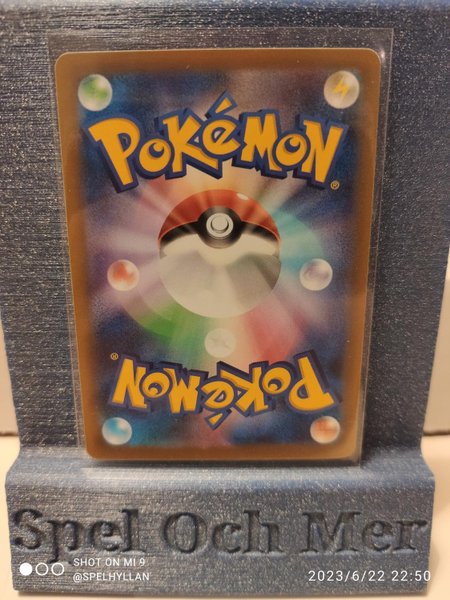 POKéMON®
POKéMON®
Spel Och Mer
SHOT ON MI 9
@SPELHYLLAN
2023/6/22 22:50